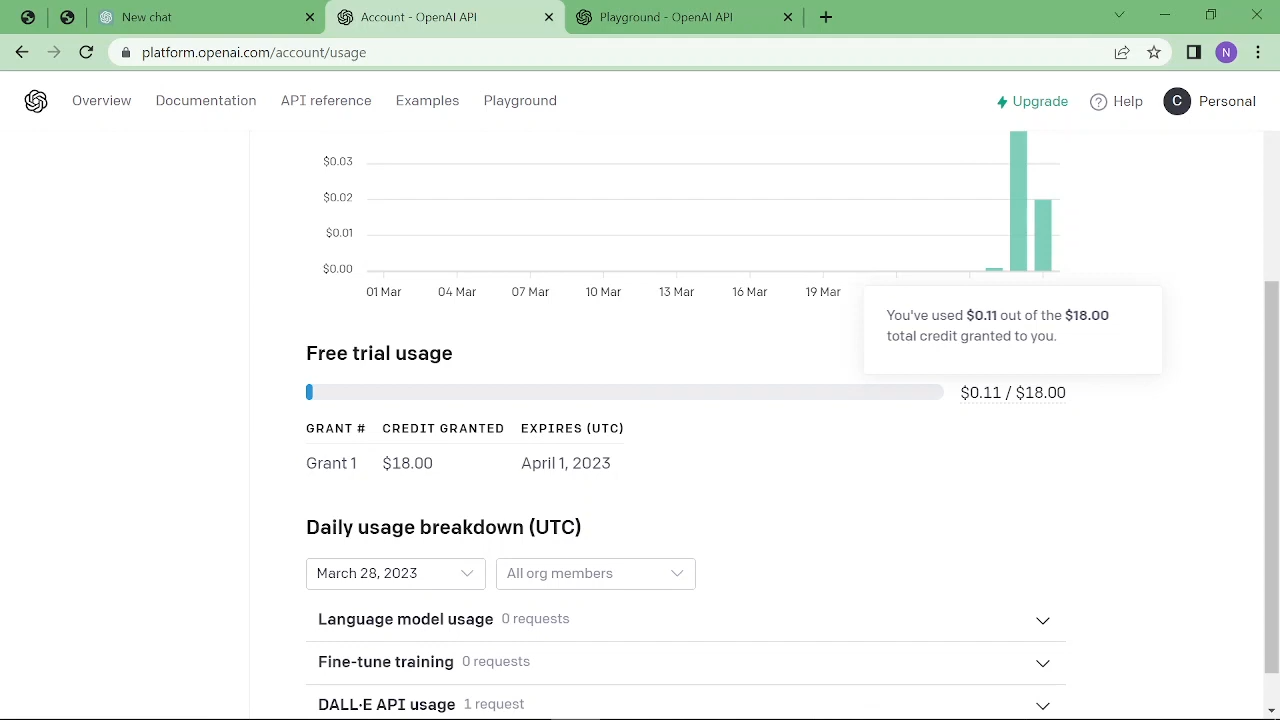 New chat
Account - OpenAI API
Playground - OpenAI API
platform.openai.com/account/usage
N
Overview
Documentation
API reference
Examples
Playground
Upgrade
? Help
C Personal
$0.03
$0.02
$0.01
$0.00
01 Mar 04 Mar 07 Mar 10 Mar 13 Mar 16 Mar 19 Mar
You've used $0.11 out of the $18.00
total credit granted to you.
Free trial usage
$0.11 / $18.00
GRANT # CREDIT GRANTED EXPIRES (UTC)
Grant 1 $18.00 April 1, 2023
Daily usage breakdown (UTC)
March 28, 2023
All org members
Language model usage 0 requests
Fine-tune training 0 requests
DALL·E API usage 1 request